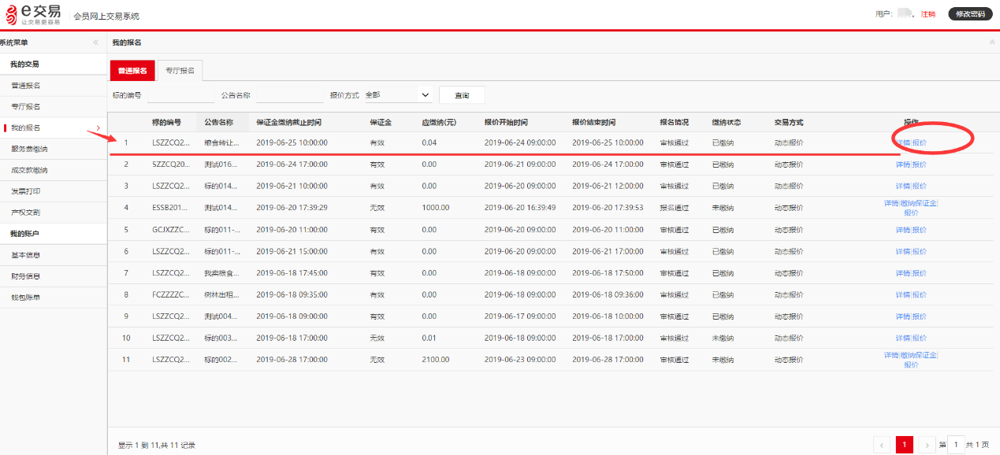 e交易
让交易更容易
会员网上交易系统
用户: 。 注销 修改密码
系统菜单 «
我的报名
我的交易
普通报名
专厅报名
我的报名
服务费缴纳
成交款缴纳
发票打印
产权交割
我的账户
基本信息
财务信息
钱包账单
普通报名 专厅报名
标的编号 公告名称 报价方式 全部 查询
标的编号 公告名称 保证金缴纳截止时间 保证金 应缴纳(元) 报价开始时间 报价结束时间 报名情况 缴纳状态 交易方式 操作
1 LSZZCQ2... 粮食转让... 2019-06-25 10:00:00 有效 0.04 2019-06-24 09:00:00 2019-06-25 10:00:00 审核通过 已缴纳 动态报价 详情|报价
2 SZZCQ20... 测试016... 2019-06-24 17:00:00 有效 0.00 2019-06-21 09:00:00 2019-06-24 17:00:00 审核通过 已缴纳 动态报价 详情|报价
3 LSZZCQ2... 标的014... 2019-06-21 10:00:00 有效 0.00 2019-06-20 09:00:00 2019-06-21 12:00:00 审核通过 已缴纳 动态报价 详情|报价
4 ESSB201... 测试014... 2019-06-20 17:39:29 无效 1000.00 2019-06-20 16:39:49 2019-06-20 17:39:53 报名通过 未缴纳 动态报价 详情|缴纳保证金|
报价
5 GCJXZZC... 标的011-... 2019-06-20 11:00:00 有效 0.00 2019-06-20 09:00:00 2019-06-20 11:00:00 审核通过 已缴纳 动态报价 详情|报价
6 LSZZCQ2... 标的011-... 2019-06-21 15:00:00 有效 0.00 2019-06-20 09:00:00 2019-06-21 17:00:00 审核通过 已缴纳 动态报价 详情|报价
7 LSZZCQ2... 我卖粮食... 2019-06-18 17:45:00 有效 0.00 2019-06-18 09:00:00 2019-06-18 17:50:00 审核通过 已缴纳 动态报价 详情|报价
8 FCZZZZC... 树林出租... 2019-06-18 09:35:00 有效 0.00 2019-06-18 09:00:00 2019-06-18 09:36:00 审核通过 已缴纳 动态报价 详情|报价
9 LSZZCQ2... 测试004... 2019-06-18 09:00:00 有效 0.00 2019-06-17 09:00:00 2019-06-18 10:00:00 审核通过 已缴纳 动态报价 详情|报价
10 LSZZCQ2... 标的003... 2019-06-18 17:00:00 无效 0.01 2019-06-18 09:00:00 2019-06-18 17:00:00 审核通过 未缴纳 动态报价 详情|报价
11 LSZZCQ2... 标的002... 2019-06-28 17:00:00 无效 2100.00 2019-06-23 09:00:00 2019-06-28 17:00:00 审核通过 未缴纳 动态报价 详情|缴纳保证金|
报价
显示 1 到 11,共 11 记录
‹ 1 › 第 1 共 1 页